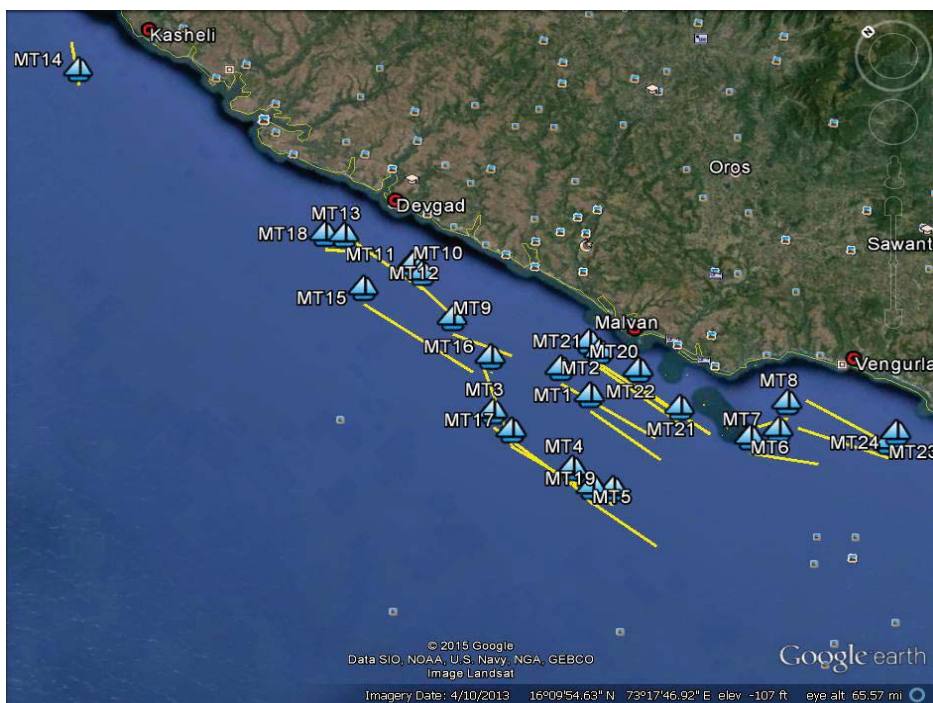 Kasheli
MT14
Oros
Devgad
MT13
MT18
Sawant
MT11
MT10
MT12
MT15
MT9
Malvan
MT21
MT20
MT16
MT2
Vengurla
MT3
MT1
MT22
MT8
MT17
MT21
MT7
MT6
MT24
MT23
MT4
MT19
MT5
© 2015 Google
Data SIO, NOAA, U.S. Navy, NGA, GEBCO
Image Landsat
Google earth
Imagery Date: 4/10/2013 16°09'54.63" N 73°17'46.92" E elev -107 ft eye alt 65.57 mi
N